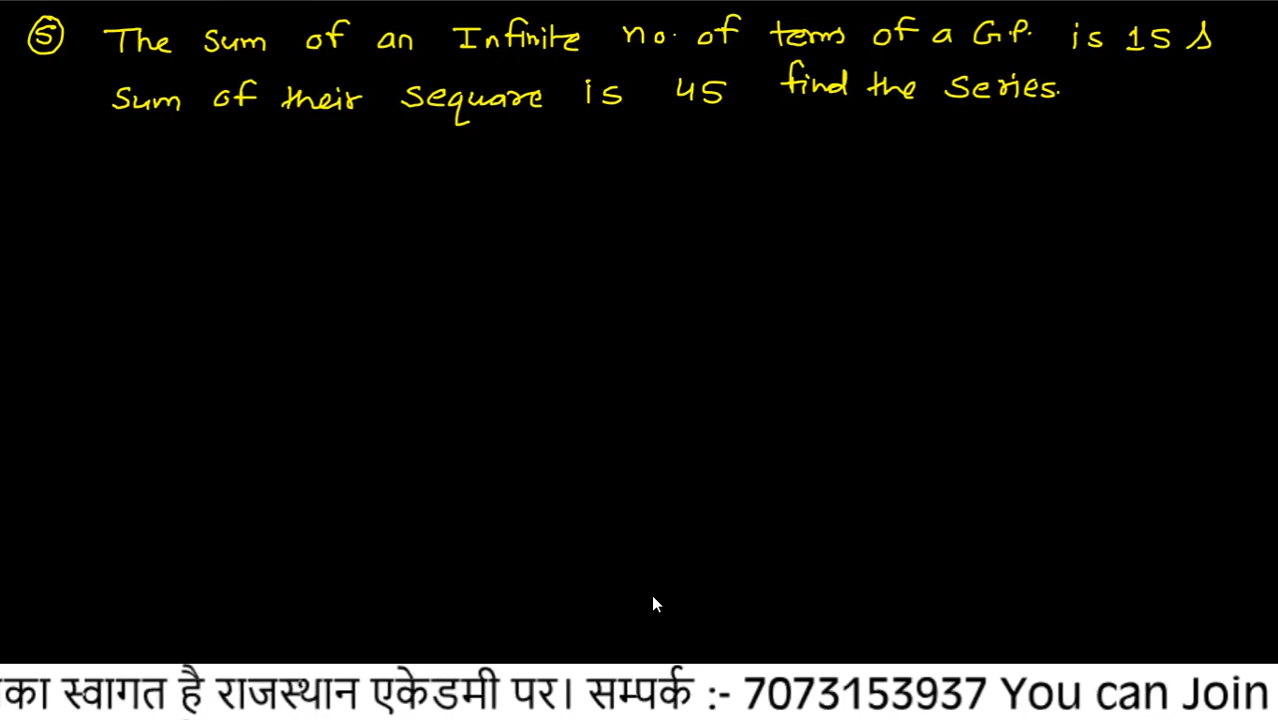 ⑤ The sum of an Infinite no. of terms of a G.P. is 15 &
sum of their sequare is 45 find the series.
का स्वागत है राजस्थान एकेडमी पर। सम्पर्क :- 7073153937 You can Join